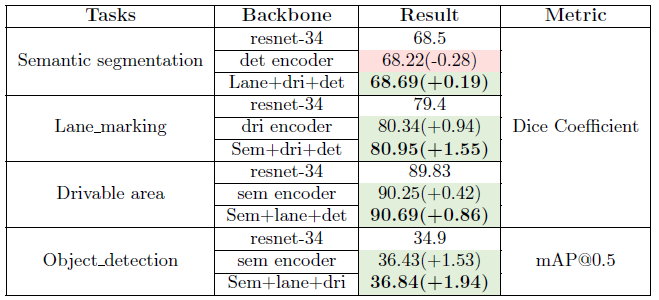 Tasks Backbone Result Metric
resnet-34 68.5
Semantic segmentation det encoder 68.22(-0.28)
Lane+dri+det 68.69(+0.19)
resnet-34 79.4
Lane_marking dri encoder 80.34(+0.94) Dice Coefficient
Sem+dri+det 80.95(+1.55)
resnet-34 89.83
Drivable area sem encoder 90.25(+0.42)
Sem+lane+det 90.69(+0.86)
resnet-34 34.9
Object_detection sem encoder 36.43(+1.53) mAP@0.5
Sem+lane+dri 36.84(+1.94)